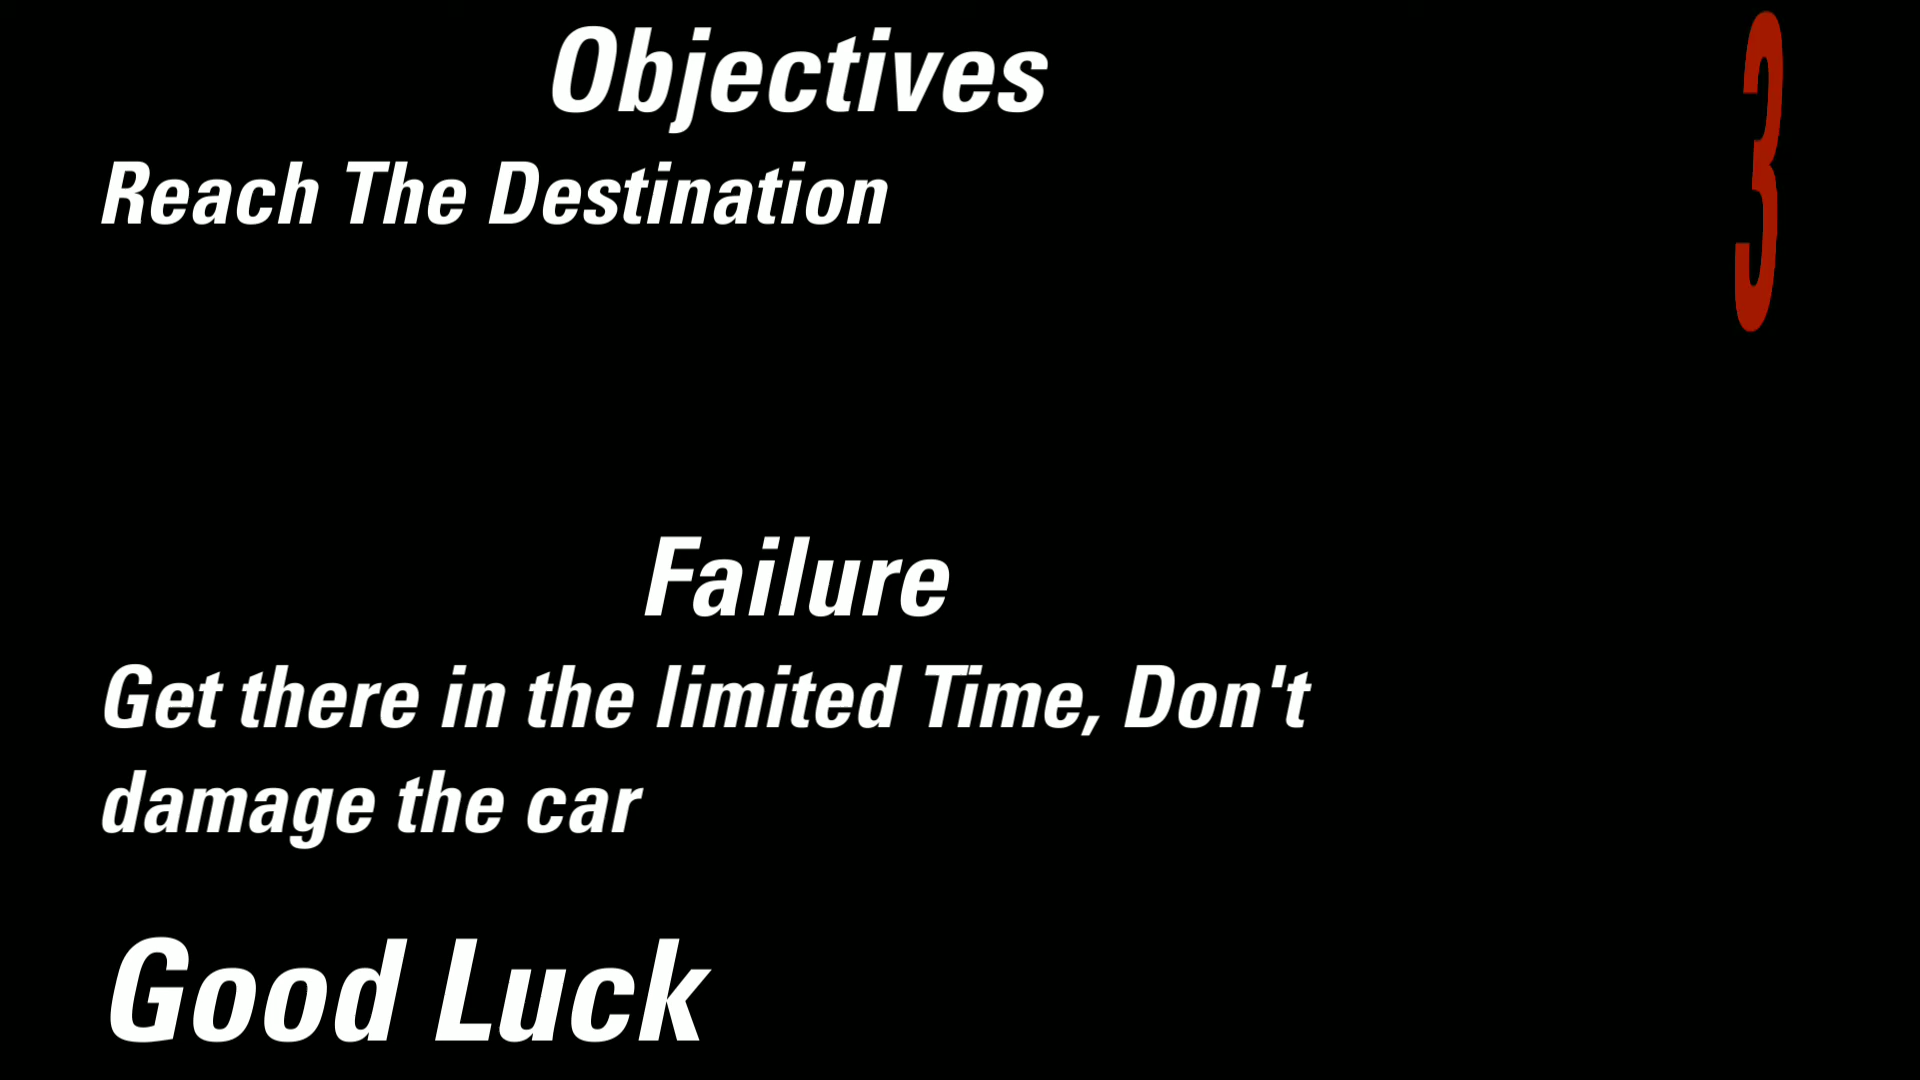 Objectives
3
Reach The Destination
Failure
Get there in the limited Time, Don't
damage the car
Good Luck